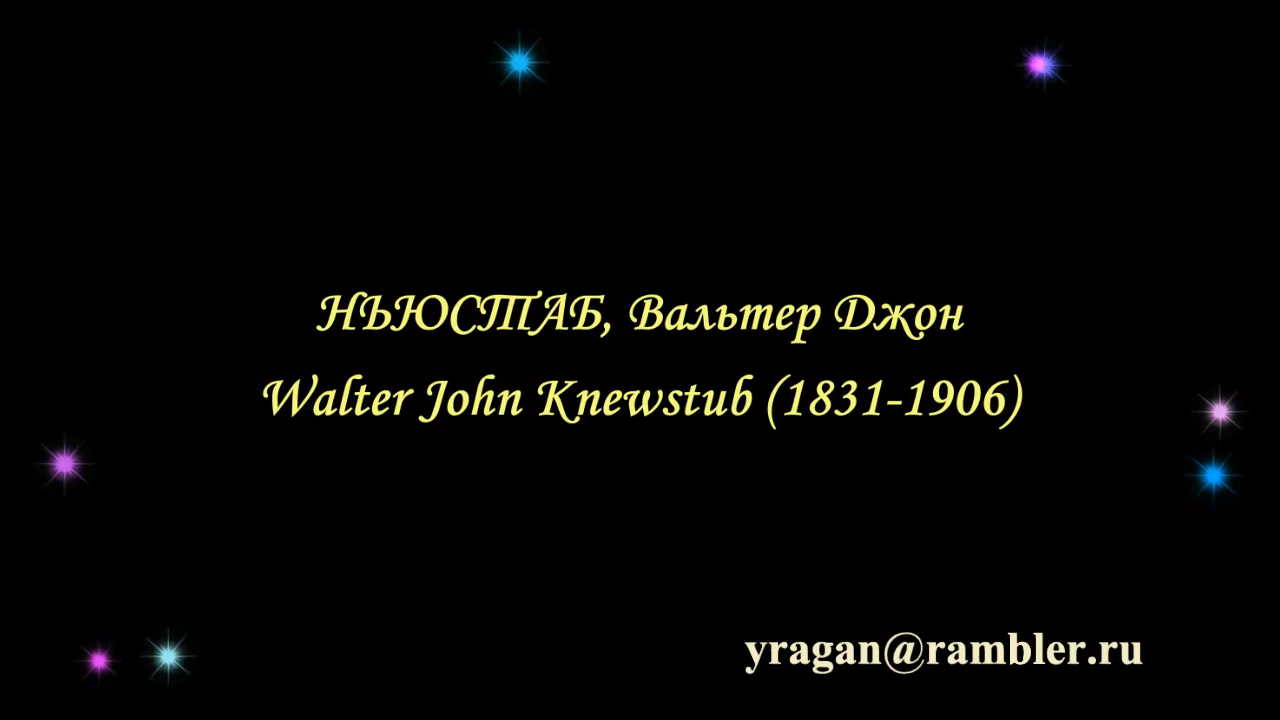 НЬЮСТАБ, Вальтер Джон
Walter John Knewstub (1831-1906)
yragan@rambler.ru